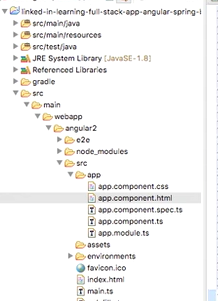 linked-in-learning-full-stack-app-angular-spring-
src/main/java
src/main/resources
src/test/java
JRE System Library [JavaSE-1.8]
Referenced Libraries
gradle
src
main
webapp
angular2
e2e
node_modules
src
app
app.component.css
app.component.html
app.component.spec.ts
app.component.ts
app.module.ts
assets
environments
favicon.ico
index.html
main.ts